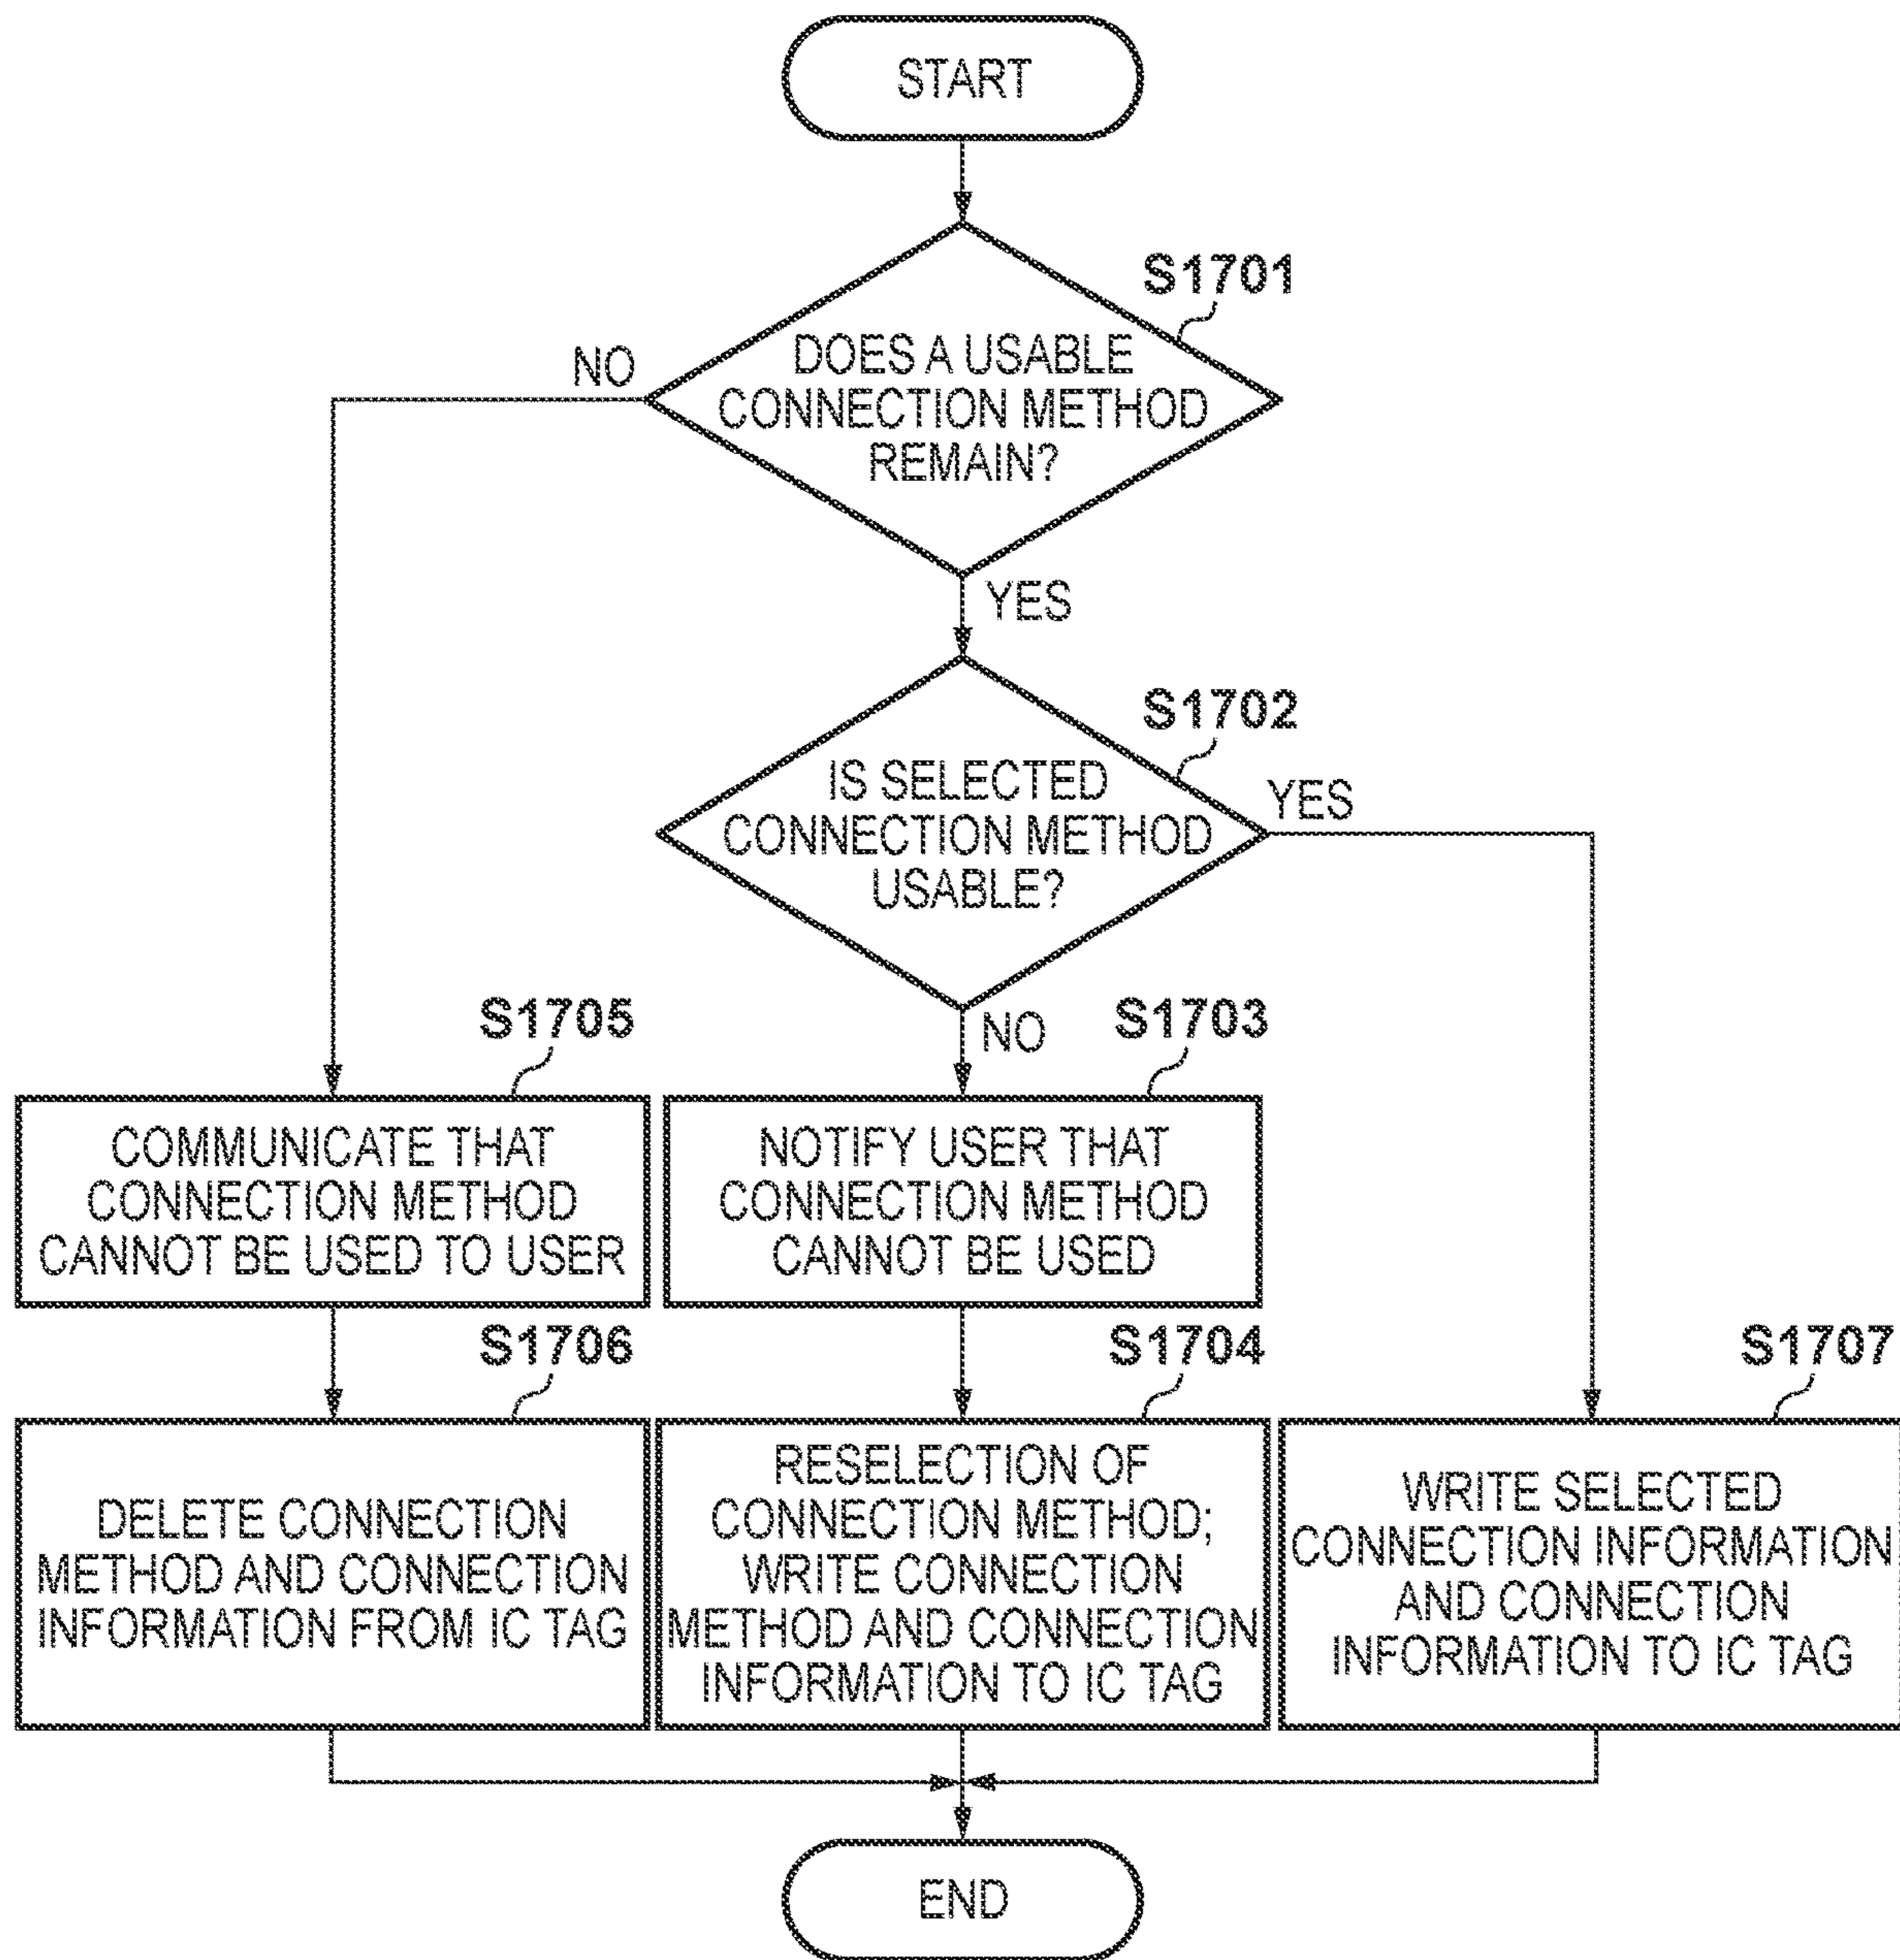 START
S1701
DOES A USABLE
CONNECTION METHOD
REMAIN?
NO
YES
S1702
IS SELECTED
CONNECTION METHOD
USABLE?
YES
NO
S1705
COMMUNICATE THAT
CONNECTION METHOD
CANNOT BE USED TO USER
S1703
NOTIFY USER THAT
CONNECTION METHOD
CANNOT BE USED
S1706
DELETE CONNECTION
METHOD AND CONNECTION
INFORMATION FROM IC TAG
S1704
RESELECTION OF
CONNECTION METHOD;
WRITE CONNECTION
METHOD AND CONNECTION
INFORMATION TO IC TAG
S1707
WRITE SELECTED
CONNECTION INFORMATION
AND CONNECTION
INFORMATION TO IC TAG
END